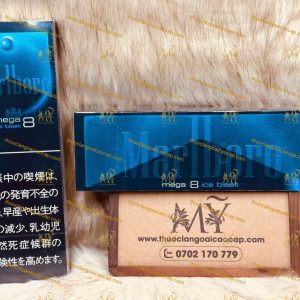 Marlboro
mega 8
ice blast
中の喫煙は、
発育不全の
早産や出生体
の減少、乳幼児
然死症候群の
険性を高めます。
Marlboro
mega 8 ice blast
MỸ
www.thuoclangoaicaocap.com
0702 170 779